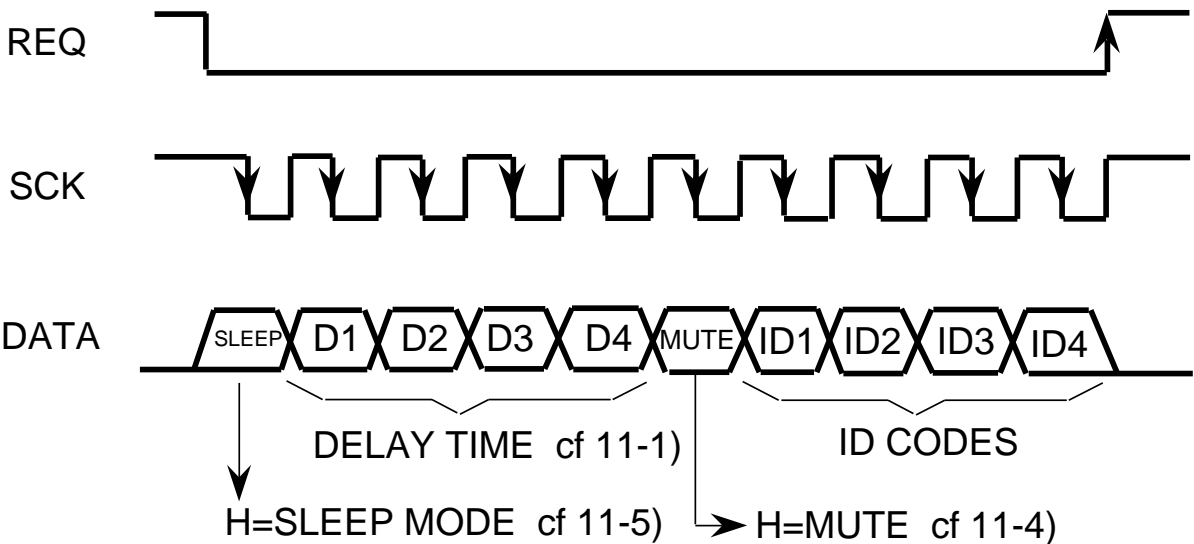 REQ
SCK
DATA SLEEP D1 D2 D3 D4 MUTE ID1 ID2 ID3 ID4
DELAY TIME cf 11-1) ID CODES
H=SLEEP MODE cf 11-5) H=MUTE cf 11-4)